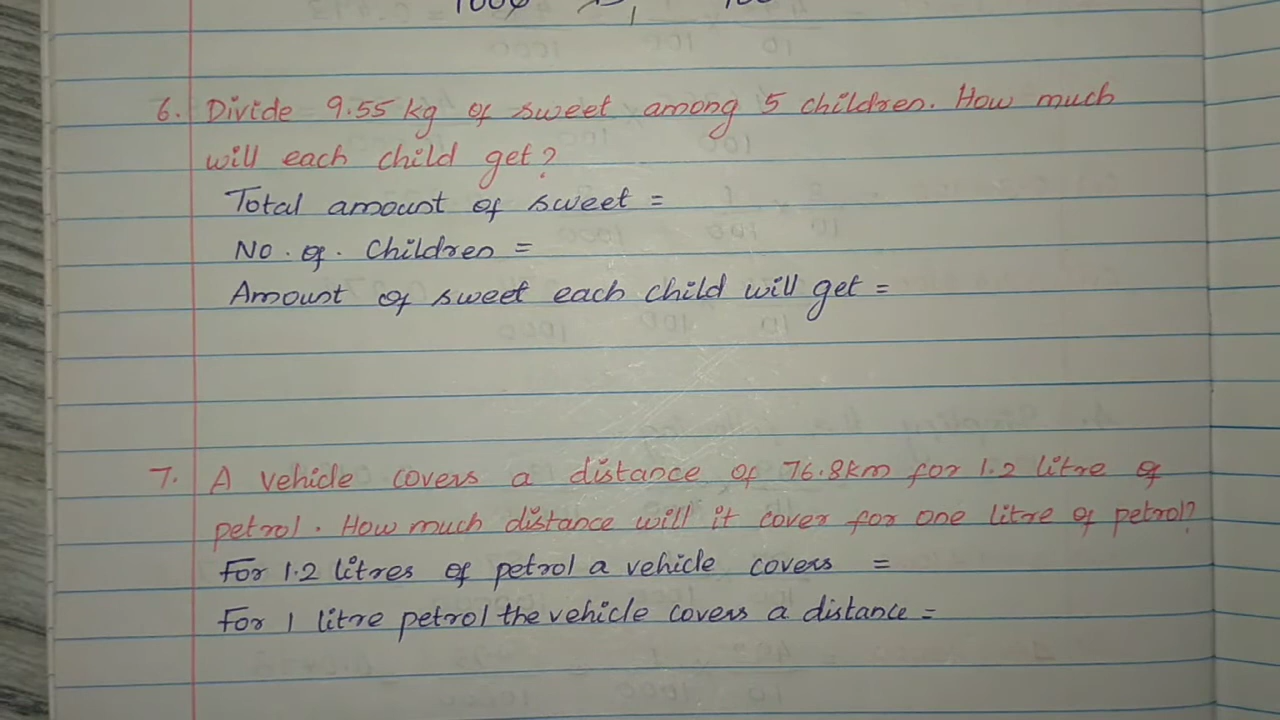 6. Divide 9.55 kg of sweet among 5 children. How much
will each child get?
Total amount of sweet =
No. of. Children =
Amount of sweet each child will get =
7. A vehicle covers a distance of 76.8km for 1.2 litre of
petrol. How much distance will it cover for one litre of petrol?
For 1.2 litres of petrol a vehicle covers =
For 1 litre petrol the vehicle covers a distance =